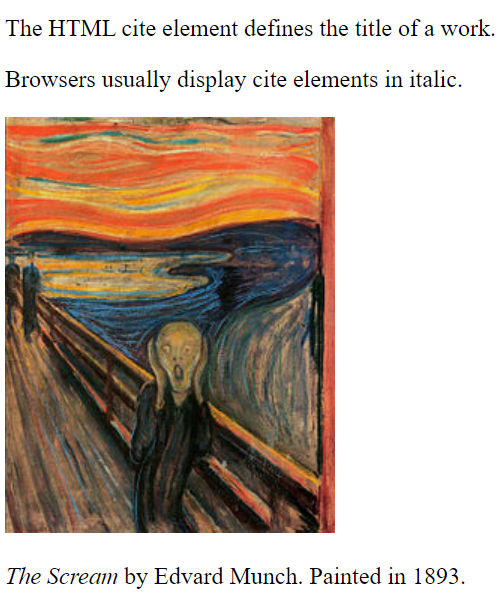 The HTML cite element defines the title of a work.
Browsers usually display cite elements in italic.
The Scream by Edvard Munch. Painted in 1893.